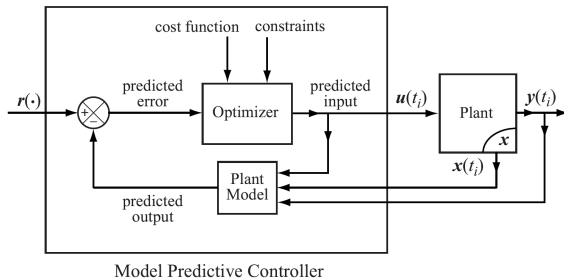 cost function
constraints
r(·)
+
−
predicted
error
Optimizer
predicted
input
u(tᵢ)
Plant
x
y(tᵢ)
x(tᵢ)
Plant
Model
predicted
output
Model Predictive Controller